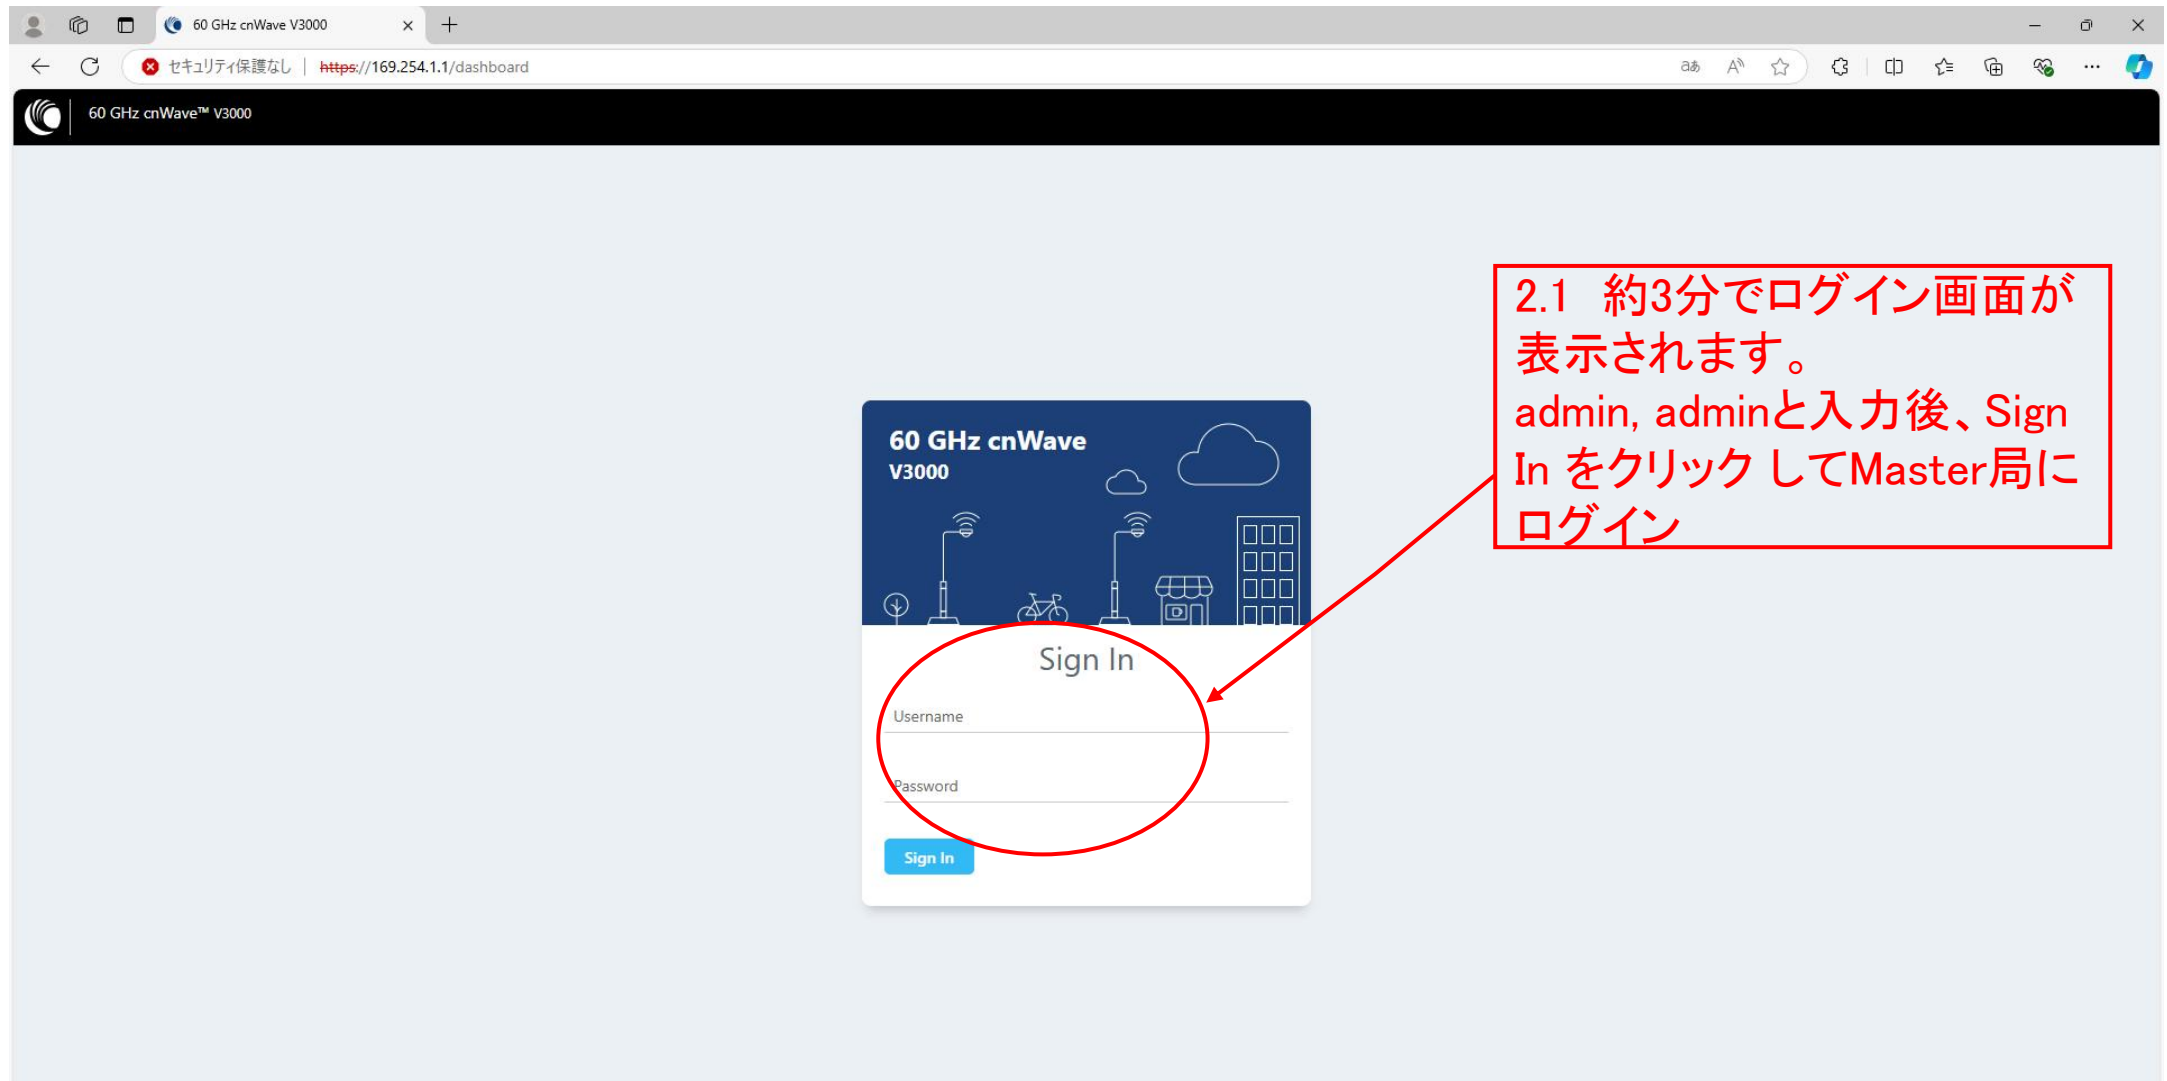 60 GHz cnWave V3000
セキュリティ保護なし | https://169.254.1.1/dashboard
60 GHz cnWave™ V3000
2.1 約3分でログイン画面が
表示されます。
admin, adminと入力後、Sign
In をクリック してMaster局に
ログイン
60 GHz cnWave
V3000
Sign In
Username
Password
Sign In